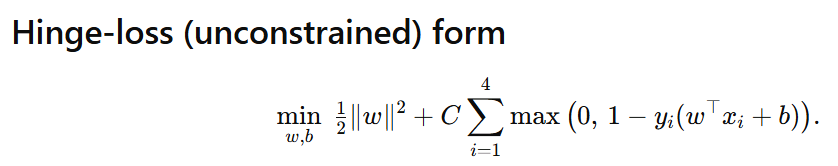 Hinge-loss (unconstrained) form
min_{w,b} ½‖w‖² + C ∑_{i=1}^{4} max (0, 1 − y_i(w^⊤ x_i + b)).